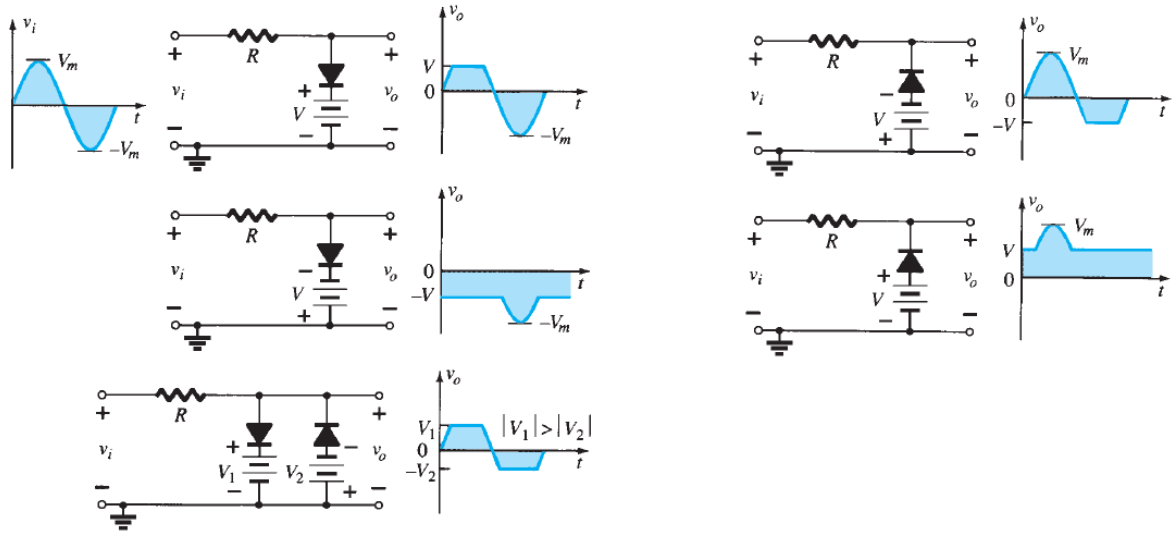 v_i
V_m
t
−V_m
+ R +
v_i + V − v_o
− −
v_o
V
0
t
−V_m
+ R +
v_i − V + v_o
− −
v_o
V_m
0
t
−V
+ R +
v_i − V + v_o
− −
v_o
0
t
−V
−V_m
+ R +
v_i + V − v_o
− −
v_o
V_m
V
0
t
+ R +
v_i + V_1 − − V_2 + v_o
− −
v_o
V_1 |V_1| > |V_2|
0
t
−V_2